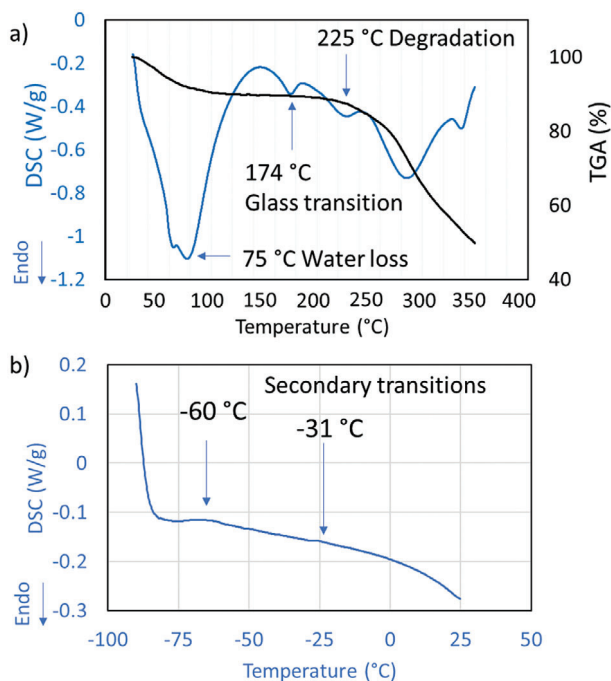 a)
0
-0.2
-0.4
-0.6
-0.8
-1
-1.2
DSC (W/g)
Endo
225 °C Degradation
174 °C
Glass transition
75 °C Water loss
100
80
60
40
TGA (%)
0 50 100 150 200 250 300 350 400
Temperature (°C)
b)
0.2
0.1
0
-0.1
-0.2
-0.3
DSC (W/g)
Endo
Secondary transitions
-60 °C
-31 °C
-100 -75 -50 -25 0 25 50
Temperature (°C)